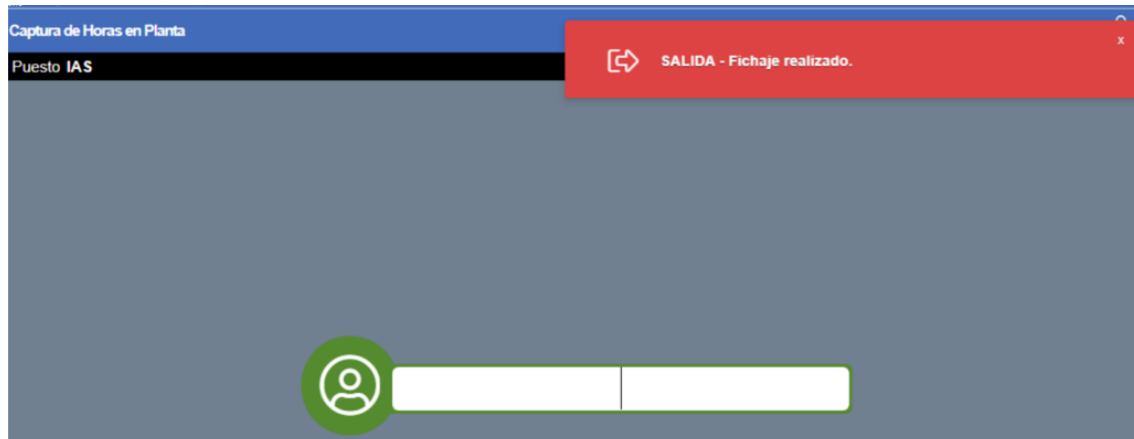 Captura de Horas en Planta
x
SALIDA - Fichaje realizado.
Puesto IAS